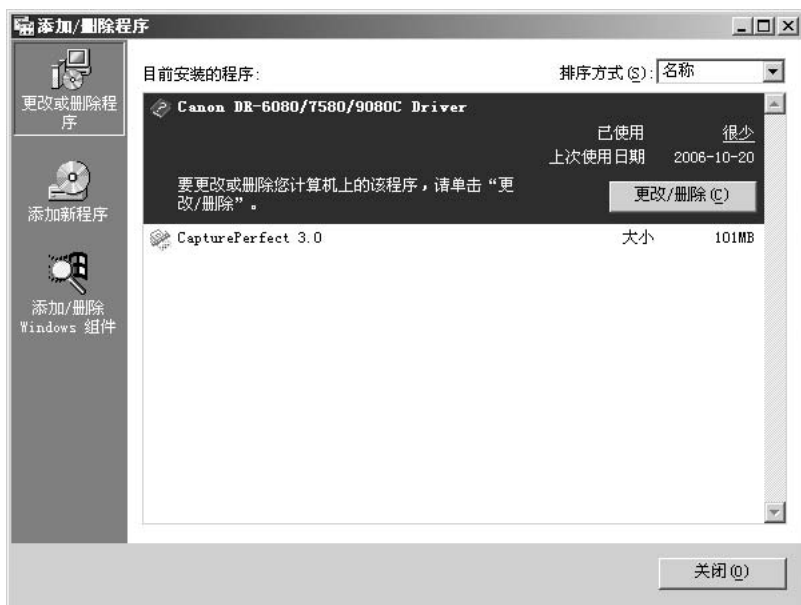 添加/删除程序
更改或删除程序
添加新程序
添加/删除
Windows 组件
目前安装的程序:
排序方式(S): 名称
Canon DR-6080/7580/9080C Driver
已使用 很少
上次使用日期 2006-10-20
要更改或删除您计算机上的该程序，请单击“更
改/删除”。
更改/删除(C)
CapturePerfect 3.0 大小 101MB
关闭(O)